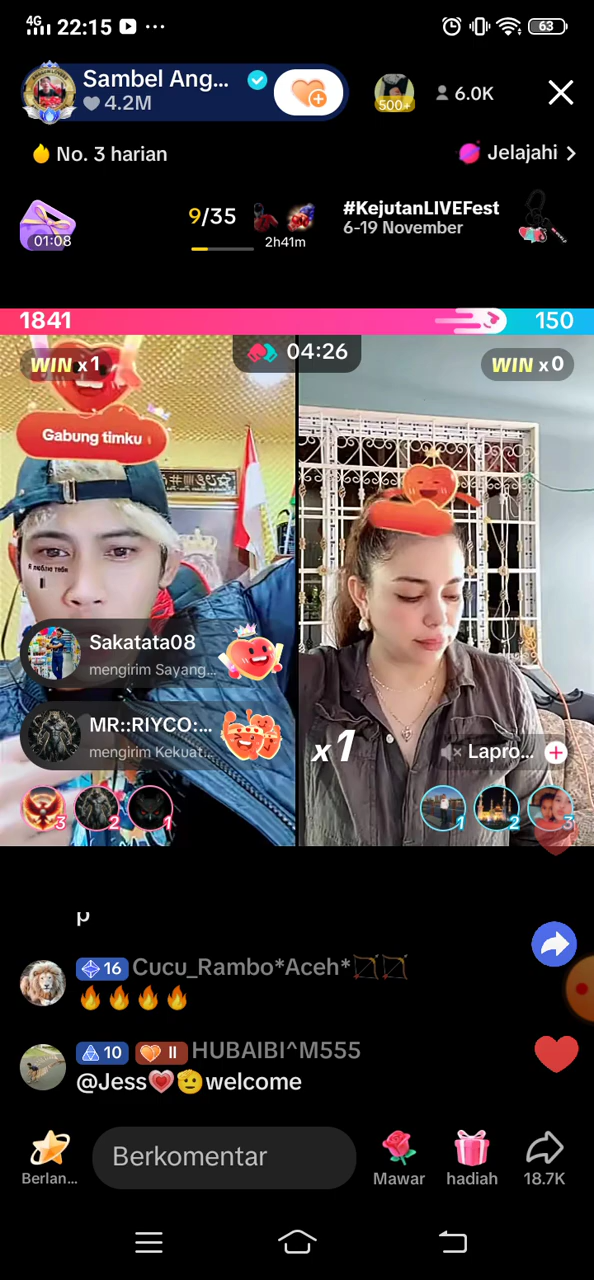 4G 22:15 63
Sambel Ang...
4.2M
500+
6.0K
No. 3 harian
Jelajahi
01:08
9/35
2h41m
#KejutanLIVEFest
6-19 November
1841
150
WIN x1
04:26
WIN x0
Gabung timku
Я люблю тебя
Sakatata08
mengirim Sayang...
MR::RIYCO:...
mengirim Kekuat...
x1
Lapro...
3 2 1
1 2 3
p
16 Cucu_Rambo*Aceh*
10 II HUBAIBI^M555
@Jess welcome
Berlan...
Berkomentar
Mawar
hadiah
18.7K